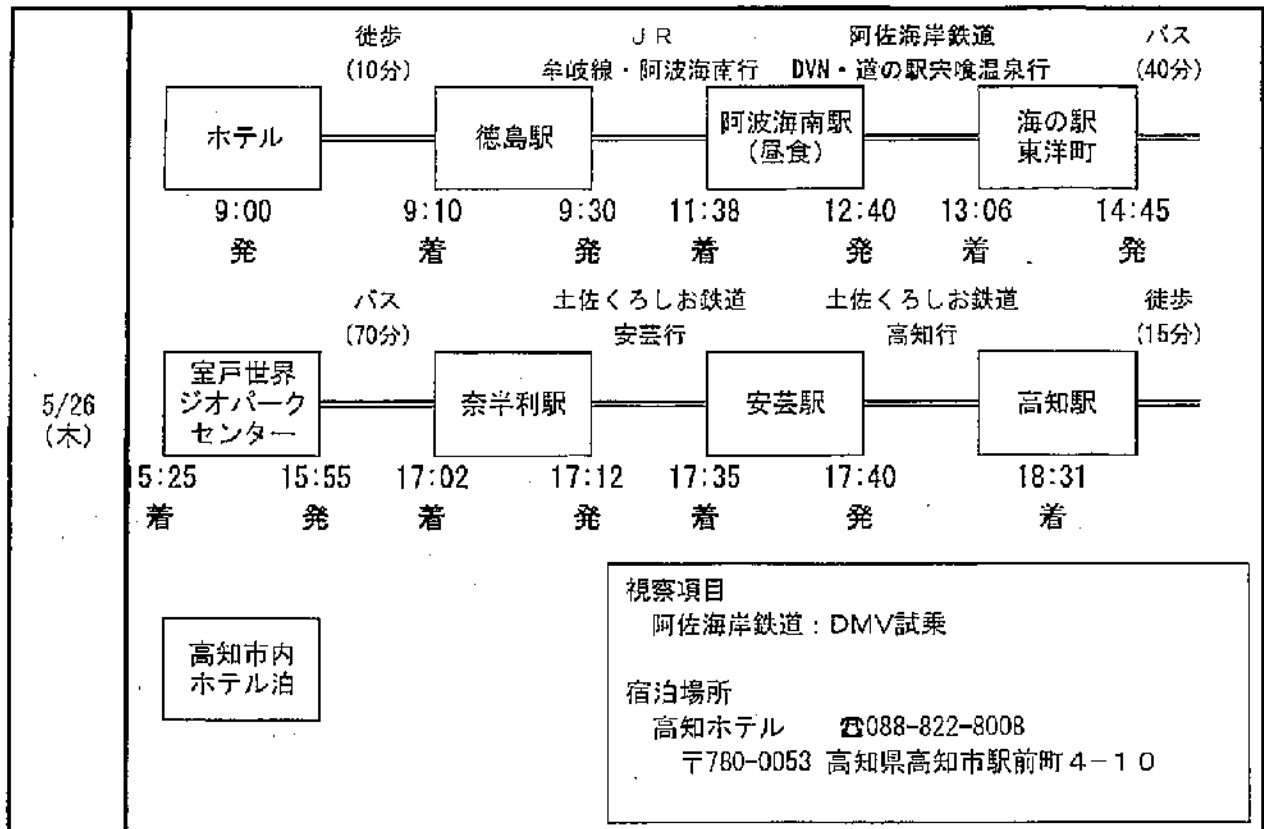 5/26
(木)
徒歩 JR 阿佐海岸鉄道 バス
(10分) 牟岐線・阿波海南行 DVN・道の駅宍喰温泉行 (40分)
ホテル 徳島駅 阿波海南駅 海の駅
(昼食) 東洋町
9:00 9:10 9:30 11:38 12:40 13:06 14:45
発 着 発 着 発 着 発
バス 土佐くろしお鉄道 土佐くろしお鉄道 徒歩
(70分) 安芸行 高知行 (15分)
室戸世界
ジオパーク 奈半利駅 安芸駅 高知駅
センター
15:25 15:55 17:02 17:12 17:35 17:40 18:31
着 発 着 発 着 発 着
高知市内
ホテル泊
視察項目
阿佐海岸鉄道:DMV試乗
宿泊場所
高知ホテル ☎088-822-8008
〒780-0053 高知県高知市駅前町4-10